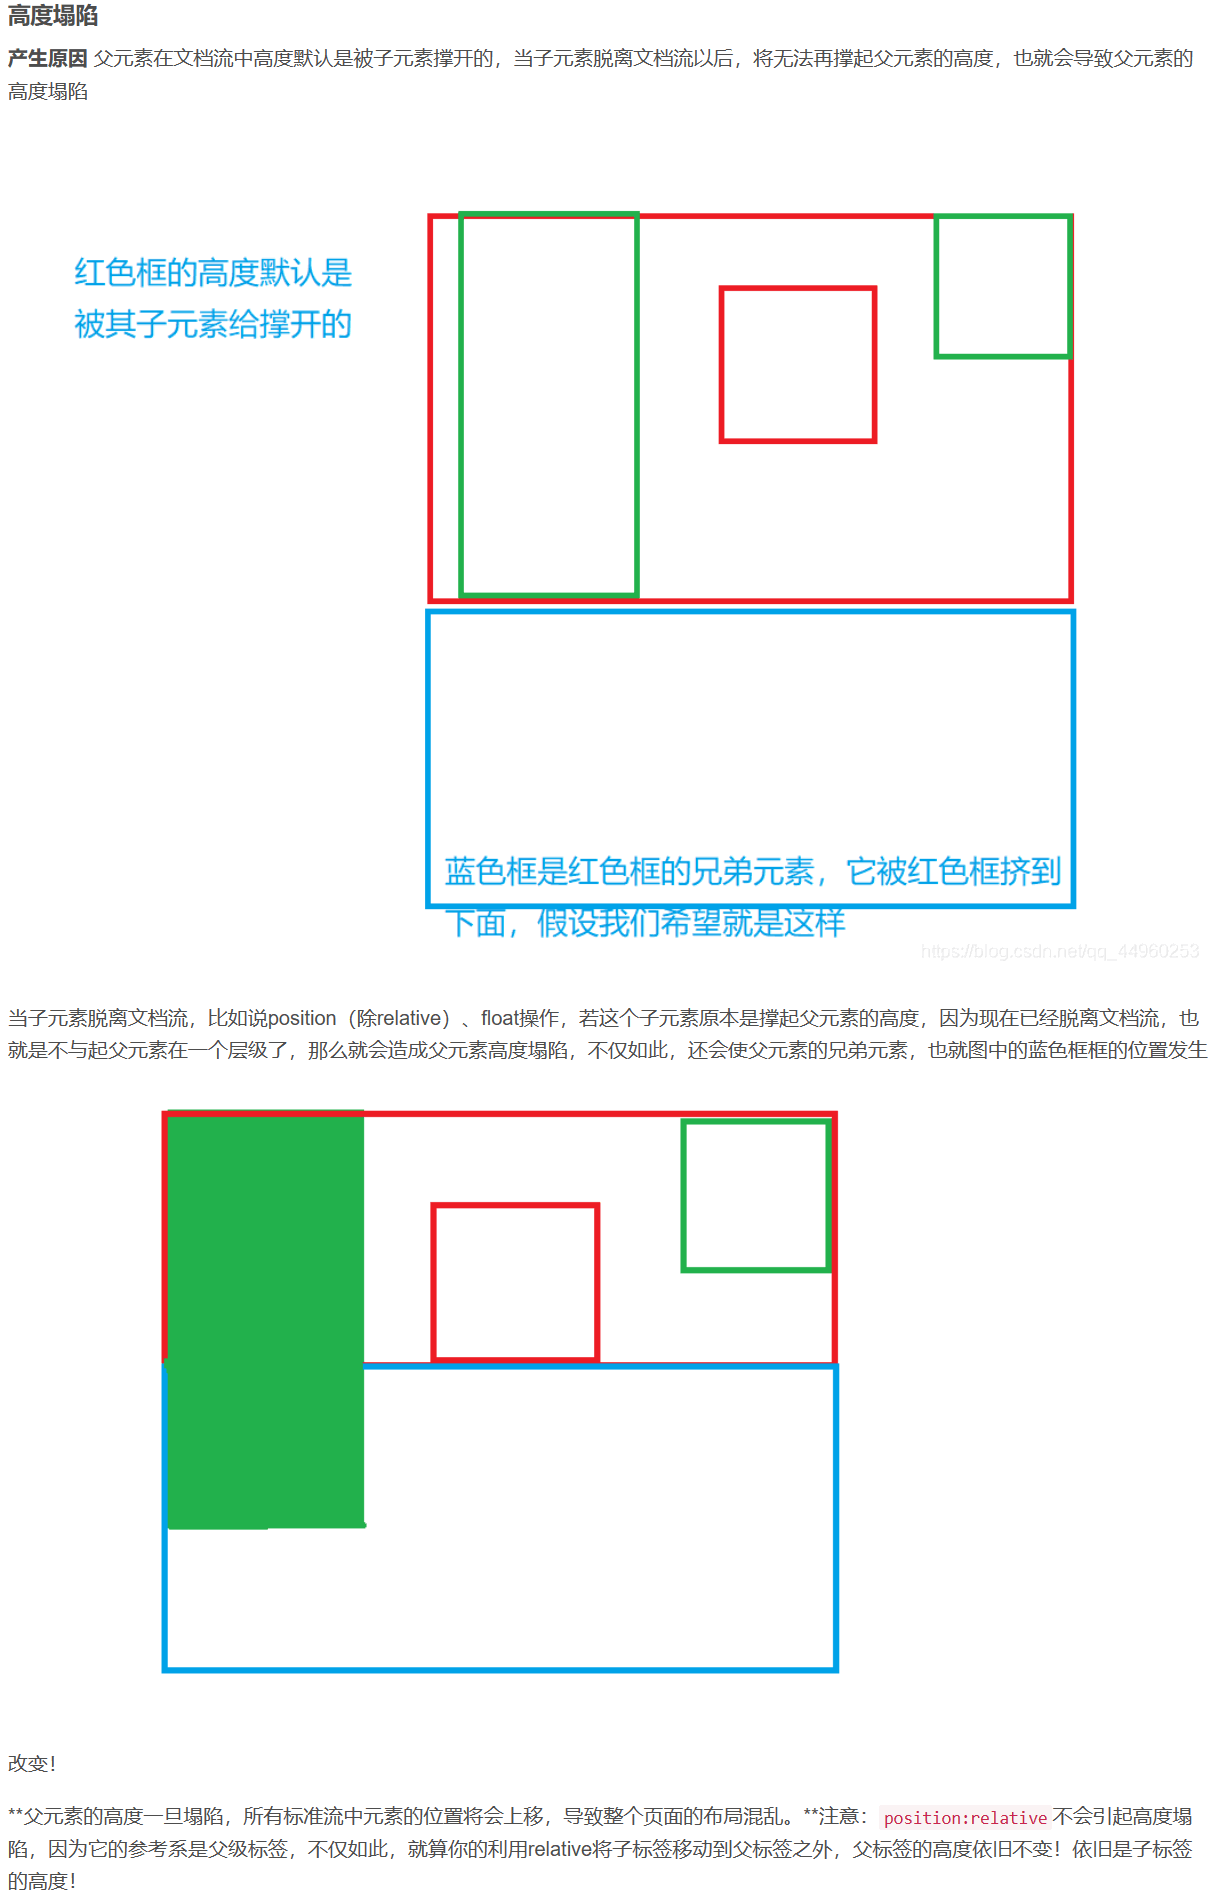 高度塌陷
产生原因 父元素在文档流中高度默认是被子元素撑开的，当子元素脱离文档流以后，将无法再撑起父元素的高度，也就会导致父元素的
高度塌陷
红色框的高度默认是
被其子元素给撑开的
蓝色框是红色框的兄弟元素，它被红色框挤到
下面，假设我们希望就是这样
https://blog.csdn.net/qq_44960253
当子元素脱离文档流，比如说position（除relative）、float操作，若这个子元素原本是撑起父元素的高度，因为现在已经脱离文档流，也
就是不与起父元素在一个层级了，那么就会造成父元素高度塌陷，不仅如此，还会使父元素的兄弟元素，也就图中的蓝色框框的位置发生
改变！
**父元素的高度一旦塌陷，所有标准流中元素的位置将会上移，导致整个页面的布局混乱。**注意：position:relative不会引起高度塌
陷，因为它的参考系是父级标签，不仅如此，就算你的利用relative将子标签移动到父标签之外，父标签的高度依旧不变！依旧是子标签
的高度！